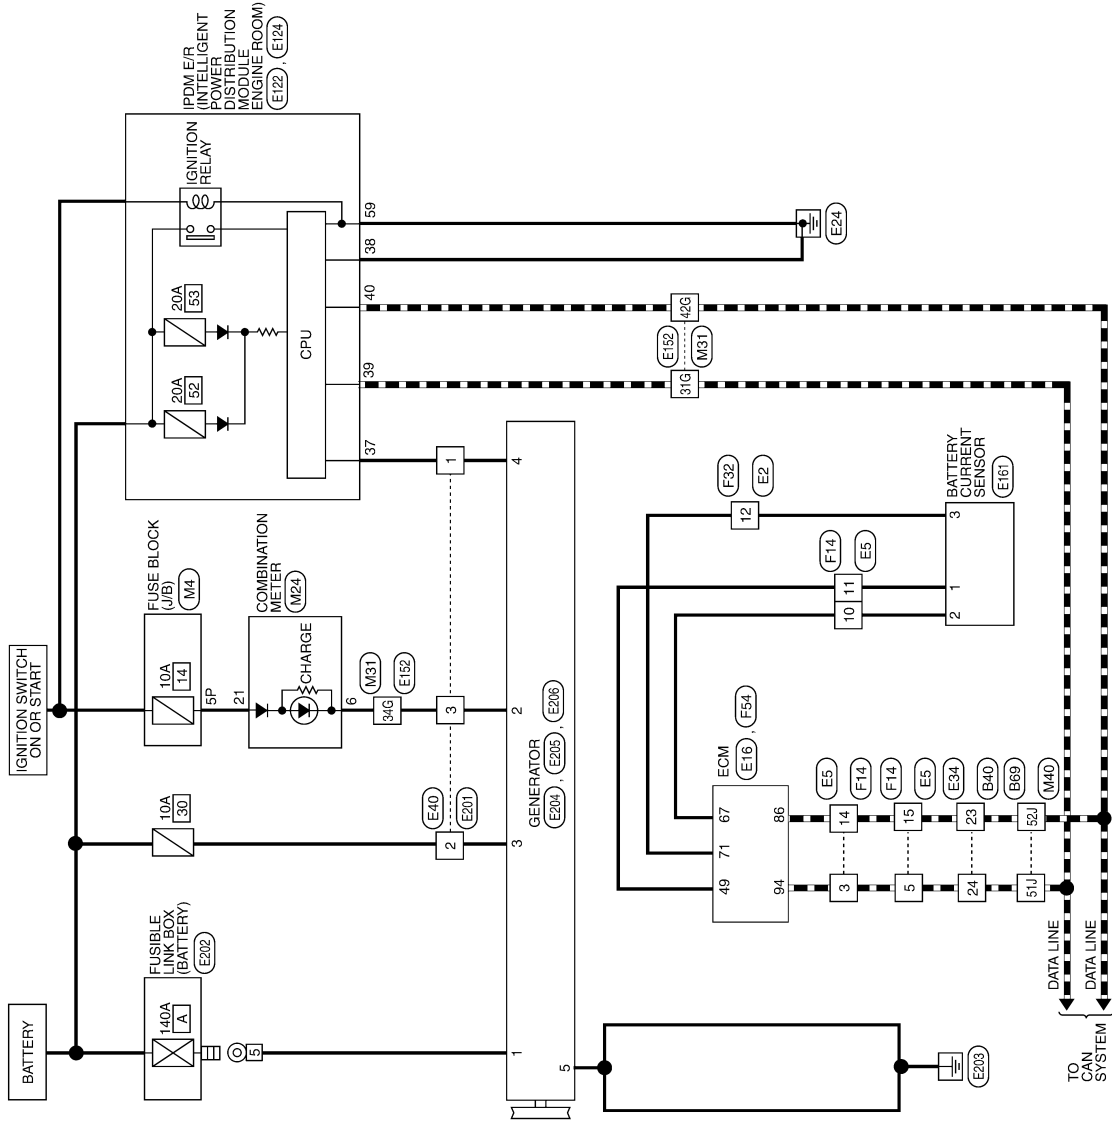 IPDM E/R
(INTELLIGENT
POWER
DISTRIBUTION
MODULE
ENGINE ROOM)
E122 , E124
IGNITION
RELAY
20A
53
20A
52
CPU
59
38
40
39
37
E24
42G
E152
M31
31G
IGNITION SWITCH
ON OR START
FUSE BLOCK
(J/B)
M4
10A
14
5P
COMBINATION
METER
M24
21
CHARGE
6
M31
E152
34G
1
3
2
E40
E201
10A
30
BATTERY
FUSIBLE
LINK BOX
(BATTERY)
E202
140A
A
5
4
2
3
1
5
GENERATOR
E204 , E205 , E206
E203
F32
E2
12
F14
E5
11
10
BATTERY
CURRENT
SENSOR
E161
3
1
2
ECM
E16 , F54
67
71
49
86
94
E5
F14
F14
E5
E34
B40
B69
M40
14
15
23
52J
3
5
24
51J
DATA LINE
DATA LINE
TO
CAN
SYSTEM